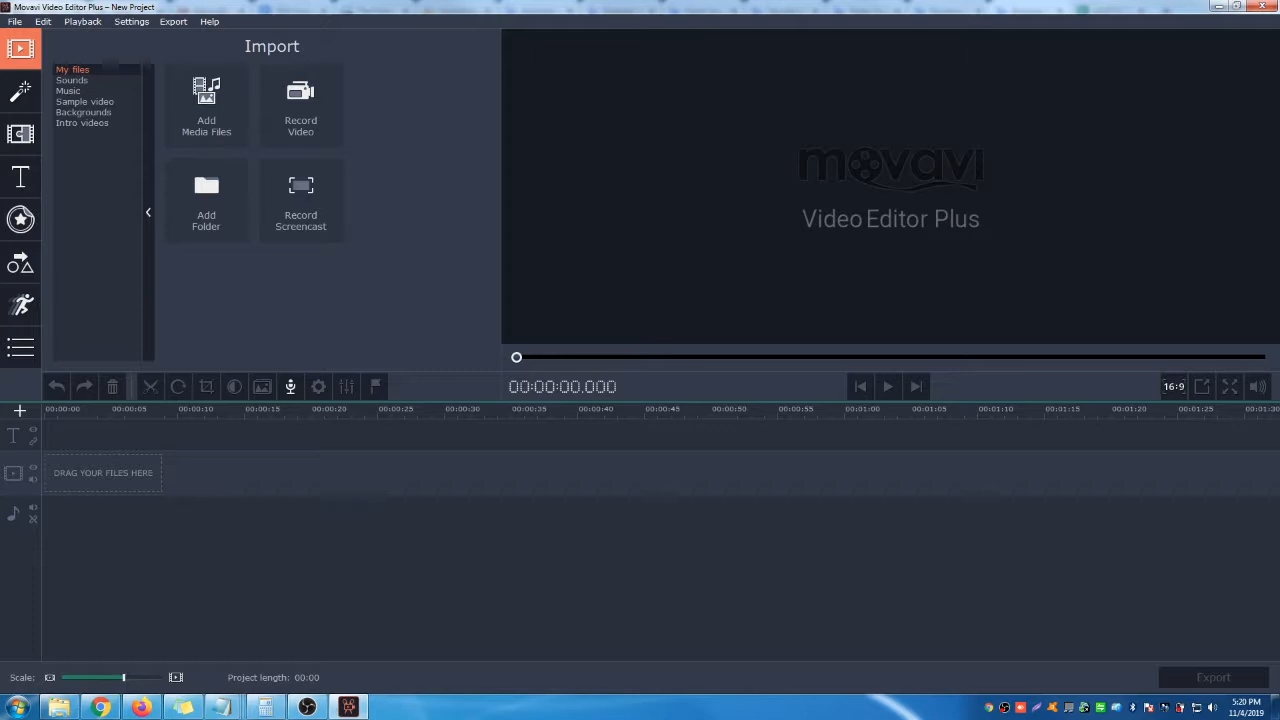 Movavi Video Editor Plus – New Project
File Edit Playback Settings Export Help
Import
My files
Sounds
Music
Sample video
Backgrounds
Intro videos
Add
Media Files
Record
Video
Add
Folder
Record
Screencast
movavi
Video Editor Plus
00:00:00.000
16:9
00:00:00 00:00:05 00:00:10 00:00:15 00:00:20 00:00:25 00:00:30 00:00:35 00:00:40 00:00:45 00:00:50 00:00:55 00:01:00 00:01:05 00:01:10 00:01:15 00:01:20 00:01:25 00:01:30
DRAG YOUR FILES HERE
Scale:
Project length: 00:00
Export
5:20 PM
11/4/2019